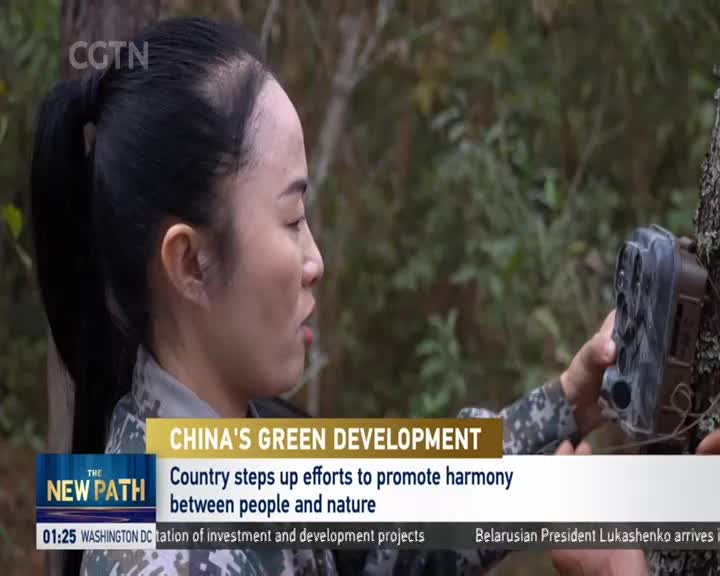 CGTN
CHINA'S GREEN DEVELOPMENT
Country steps up efforts to promote harmony
between people and nature
THE
NEW PATH
01:25 WASHINGTON DC
tation of investment and development projects Belarusian President Lukashenko arrives i